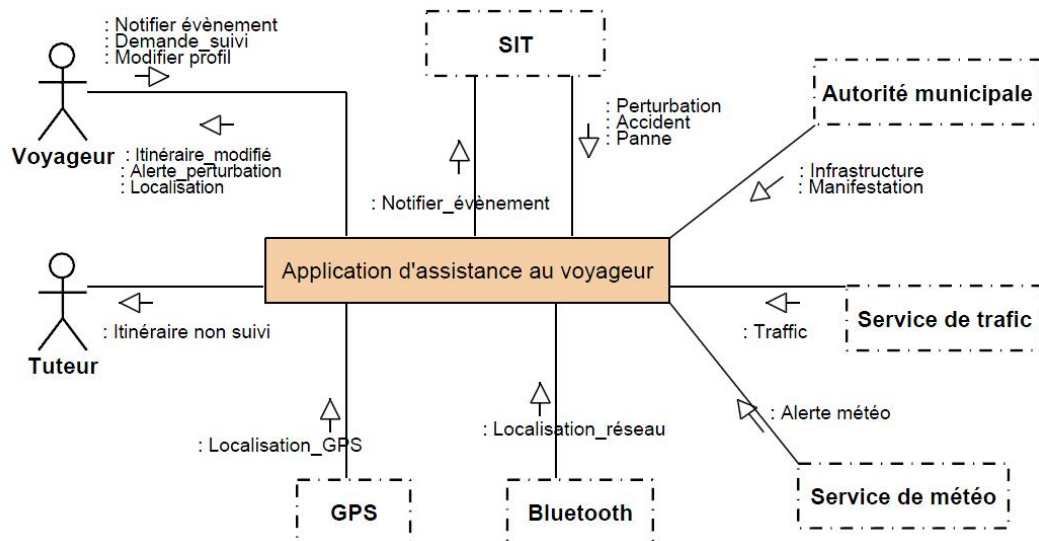 : Notifier évènement
: Demande_suivi
: Modifier profil
SIT
Autorité municipale
Voyageur
: Itinéraire_modifié
: Alerte_perturbation
: Localisation
: Perturbation
: Accident
: Panne
: Infrastructure
: Manifestation
: Notifier_évènement
Application d'assistance au voyageur
Tuteur
: Itinéraire non suivi
: Traffic
Service de trafic
: Localisation_GPS
: Localisation_réseau
: Alerte météo
GPS
Bluetooth
Service de météo